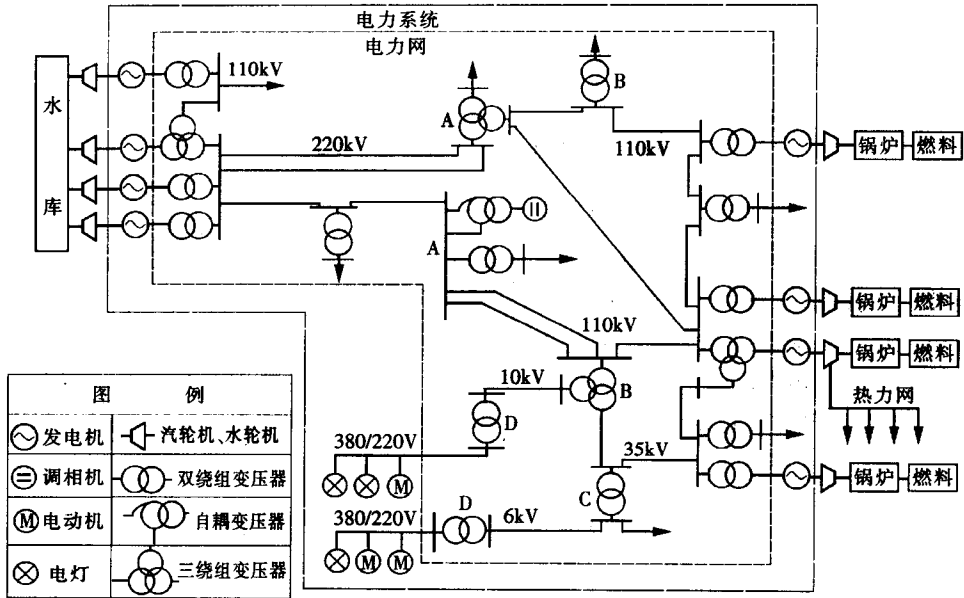 电力系统
电力网
水
库
110kV
220kV
A
B
110kV
锅炉
燃料
A
110kV
锅炉
燃料
锅炉
燃料
热力网
10kV
B
D
380/220V
M
35kV
C
锅炉
燃料
380/220V
D
6kV
M
M
图 例
发电机
汽轮机、水轮机
调相机
双绕组变压器
M
电动机
自耦变压器
电灯
三绕组变压器